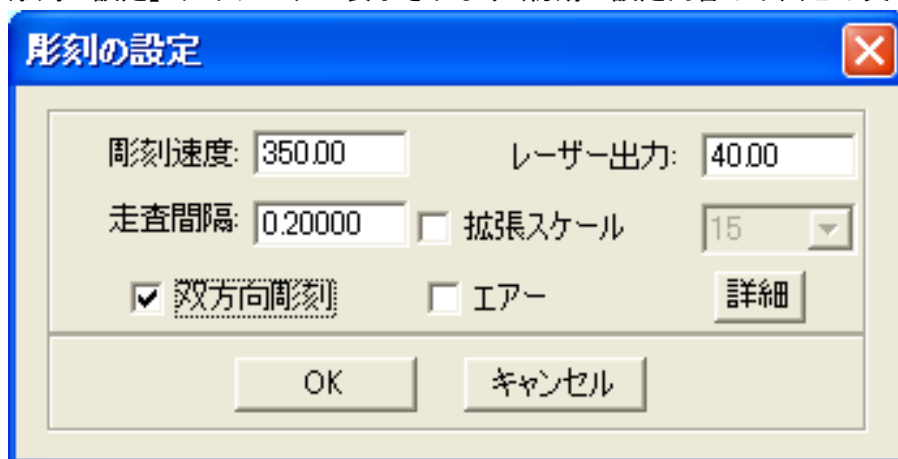 彫刻の設定
彫刻速度: 350.00 レーザー出力: 40.00
走査間隔: 0.20000 拡張スケール 15
双方向彫刻 エアー 詳細
OK キャンセル